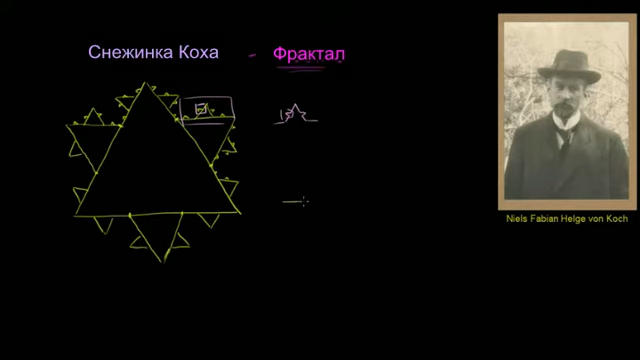 Снежинка Коха - Фрактал
Niels Fabian Helge von Koch